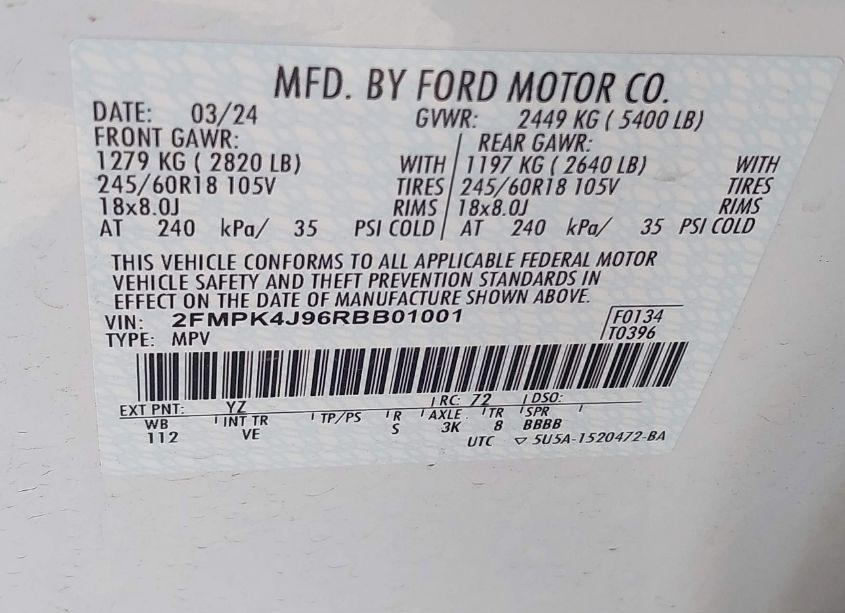 MFD. BY FORD MOTOR CO.
DATE: 03/24 GVWR: 2449 KG ( 5400 LB)
FRONT GAWR: REAR GAWR:
1279 KG ( 2820 LB) WITH 1197 KG ( 2640 LB) WITH
245/60R18 105V TIRES 245/60R18 105V TIRES
18x8.0J RIMS 18x8.0J RIMS
AT 240 kPa/ 35 PSI COLD AT 240 kPa/ 35 PSI COLD
THIS VEHICLE CONFORMS TO ALL APPLICABLE FEDERAL MOTOR
VEHICLE SAFETY AND THEFT PREVENTION STANDARDS IN
EFFECT ON THE DATE OF MANUFACTURE SHOWN ABOVE.
VIN: 2FMPK4J96RBB01001 F0134
TYPE: MPV T0396
EXT PNT: YZ RC: 72 DSO:
WB INT TR TP/PS R AXLE TR SPR
112 VE S 3K 8 BBBB
UTC ▽ 5U5A-1520472-BA